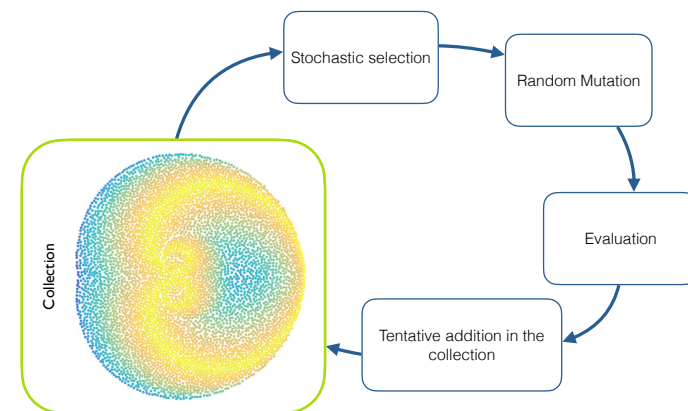 Stochastic selection
Random Mutation
Evaluation
Tentative addition in the
collection
Collection